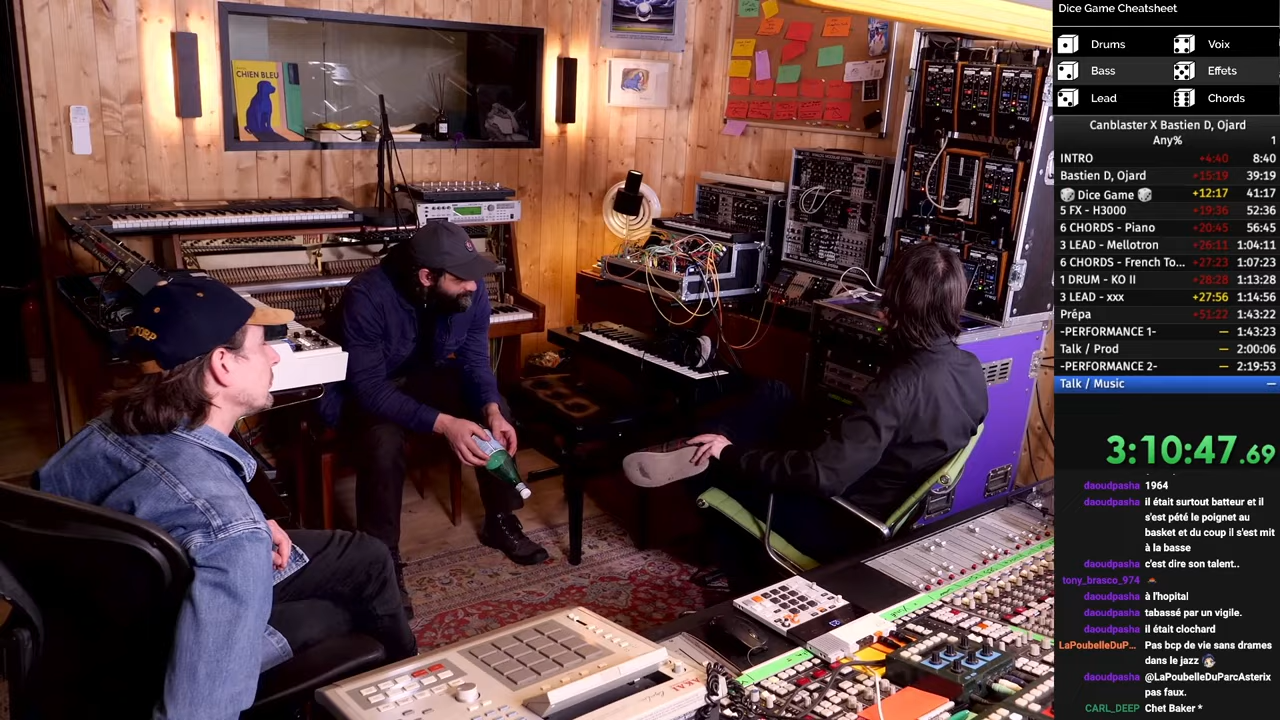 CHIEN BLEU
moog
moog
moog
AKAI
Dice Game Cheatsheet
Drums
Voix
Bass
Effets
Lead
Chords
Canblaster X Bastien D, Ojard
Any% 1
INTRO +4:40 8:40
Bastien D, Ojard +15:19 39:19
🎲 Dice Game 🎲 +12:17 41:17
5 FX - H3000 +19:36 52:36
6 CHORDS - Piano +20:45 56:45
3 LEAD - Mellotron +26:11 1:04:11
6 CHORDS - French To... +27:23 1:07:23
1 DRUM - KO II +28:28 1:13:28
3 LEAD - xxx +27:56 1:14:56
Prépa +51:22 1:43:22
-PERFORMANCE 1- — 1:43:23
Talk / Prod — 2:00:06
-PERFORMANCE 2- — 2:19:53
Talk / Music —
3:10:47.69
daoudpasha 1964
daoudpasha il était surtout batteur et il
s'est pété le poignet au
basket et du coup il s'est mit
à la basse
daoudpasha c'est dire son talent..
tony_brasco_974
daoudpasha à l'hopital
daoudpasha tabassé par un vigile.
daoudpasha il était clochard
LaPoubelleDuP... Pas bcp de vie sans drames
dans le jazz
daoudpasha @LaPoubelleDuParcAsterix
pas faux.
CARL_DEEP Chet Baker *